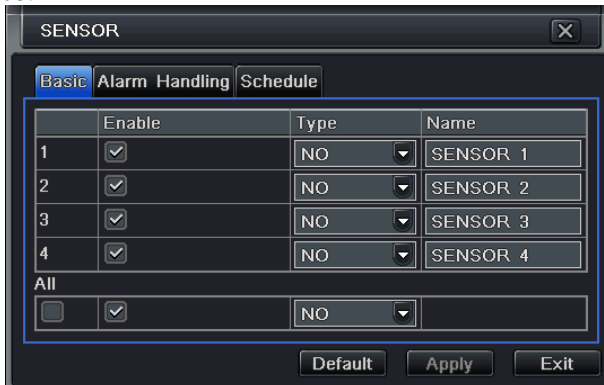 SENSOR
Basic Alarm Handling Schedule
Enable Type Name
1 NO SENSOR 1
2 NO SENSOR 2
3 NO SENSOR 3
4 NO SENSOR 4
All
NO
Default Apply Exit